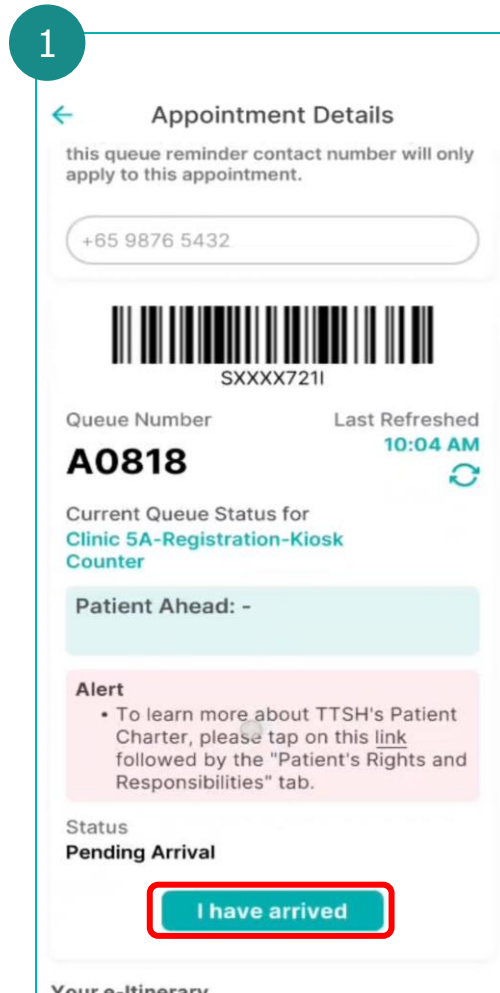 1
Appointment Details
this queue reminder contact number will only
apply to this appointment.
+65 9876 5432
SXXXX721I
Queue Number
Last Refreshed
A0818
10:04 AM
Current Queue Status for
Clinic 5A-Registration-Kiosk
Counter
Patient Ahead: -
Alert
• To learn more about TTSH's Patient
Charter, please tap on this link
followed by the "Patient's Rights and
Responsibilities" tab.
Status
Pending Arrival
I have arrived
Your e-Itinerary